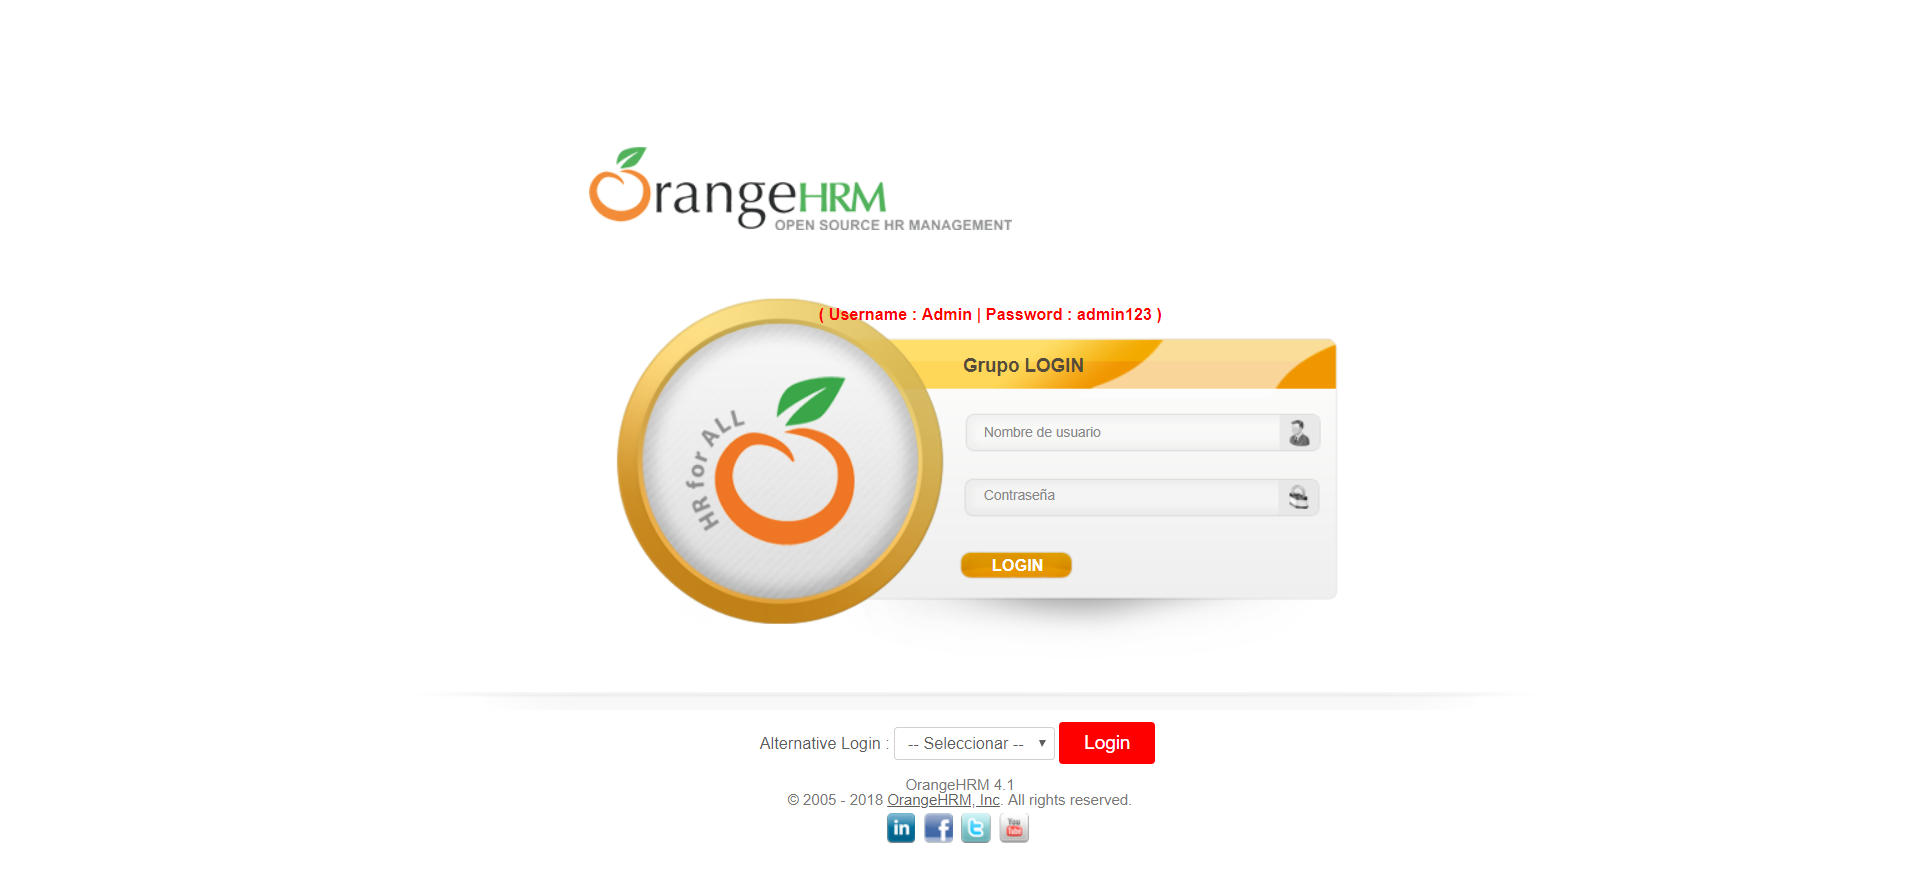 OrangeHRM
OPEN SOURCE HR MANAGEMENT
( Username : Admin | Password : admin123 )
Grupo LOGIN
HR for ALL
Nombre de usuario
Contraseña
LOGIN
Alternative Login : -- Seleccionar -- Login
OrangeHRM 4.1
© 2005 - 2018 OrangeHRM, Inc. All rights reserved.
in f t You Tube